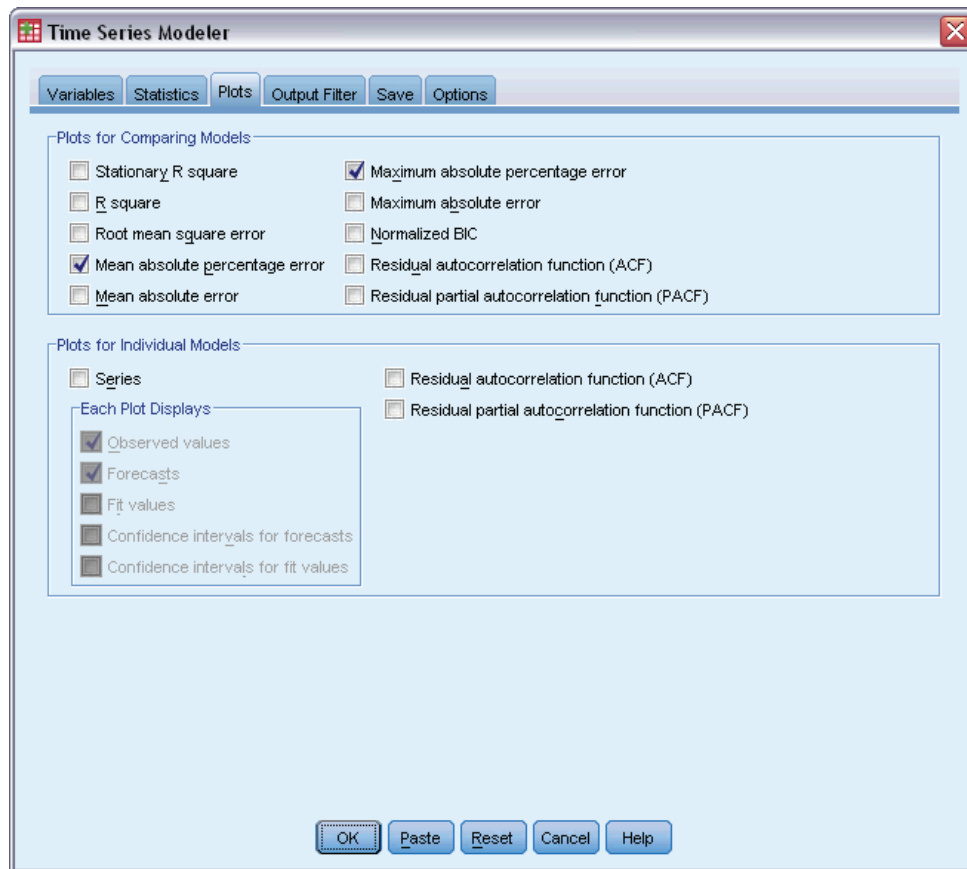 Time Series Modeler
Variables Statistics Plots Output Filter Save Options
Plots for Comparing Models
Stationary R square
R square
Root mean square error
Mean absolute percentage error
Mean absolute error
Maximum absolute percentage error
Maximum absolute error
Normalized BIC
Residual autocorrelation function (ACF)
Residual partial autocorrelation function (PACF)
Plots for Individual Models
Series
Each Plot Displays
Observed values
Forecasts
Fit values
Confidence intervals for forecasts
Confidence intervals for fit values
Residual autocorrelation function (ACF)
Residual partial autocorrelation function (PACF)
OK Paste Reset Cancel Help